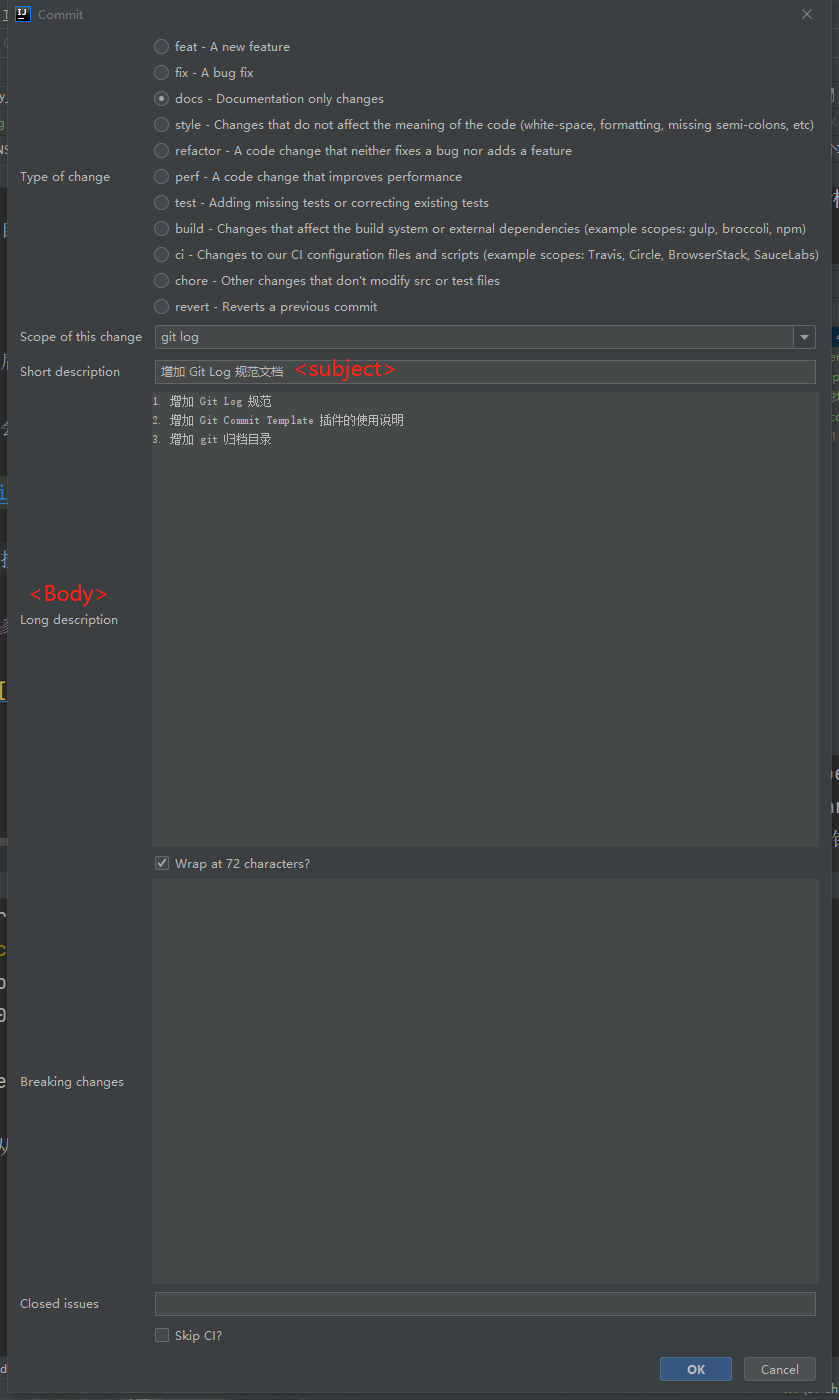 Commit
feat - A new feature
fix - A bug fix
docs - Documentation only changes
style - Changes that do not affect the meaning of the code (white-space, formatting, missing semi-colons, etc)
refactor - A code change that neither fixes a bug nor adds a feature
Type of change
perf - A code change that improves performance
test - Adding missing tests or correcting existing tests
build - Changes that affect the build system or external dependencies (example scopes: gulp, broccoli, npm)
ci - Changes to our CI configuration files and scripts (example scopes: Travis, Circle, BrowserStack, SauceLabs)
chore - Other changes that don't modify src or test files
revert - Reverts a previous commit
Scope of this change git log
Short description 增加 Git Log 规范文档 <subject>
1. 增加 Git Log 规范
2. 增加 Git Commit Template 插件的使用说明
3. 增加 git 归档目录
<Body>
Long description
Wrap at 72 characters?
Breaking changes
Closed issues
Skip CI?
OK Cancel